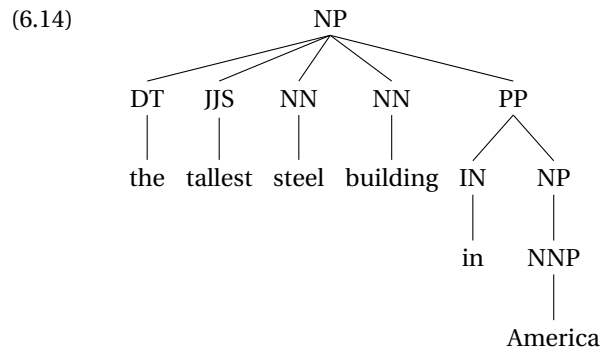 (6.14) NP
DT JJS NN NN PP
the tallest steel building IN NP
in NNP
America